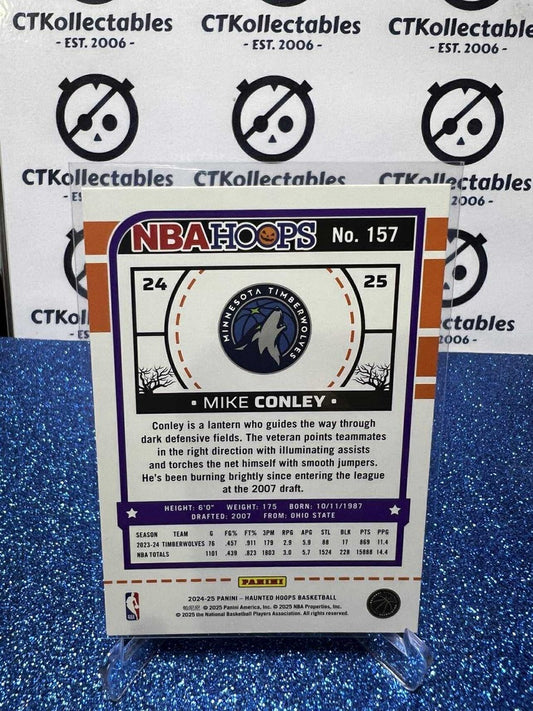 CTKollectables
- EST. 2006 -
CTKollectables
- EST. 2006 -
CTKollectables
- EST. 2006 -
CTKollectables
CTKollectables
CTKollectables
- EST. 2006 -
CTKollectables
- EST. 2006 -
CTKollectables
- EST. 2006 -
NBA HOOPS No. 157
24 25
MINNESOTA TIMBERWOLVES
• MIKE CONLEY •
Conley is a lantern who guides the way through
dark defensive fields. The veteran points teammates
in the right direction with illuminating assists
and torches the net himself with smooth jumpers.
He's been burning brightly since entering the
league at the 2007 draft.
HEIGHT: 6'0" WEIGHT: 175 BORN: 10/11/1987
DRAFTED: 2007 FROM: OHIO STATE
SEASON TEAM G FG% FT% 3PM RPG APG STL BLK PTS PPG
2023-24 TIMBERWOLVES 76 .457 .911 179 2.9 5.9 88 17 869 11.4
NBA TOTALS 1101 .439 .823 1803 3.0 5.7 1524 228 15888 14.4
PANINI
2024-25 PANINI – HAUNTED HOOPS BASKETBALL
© 2025 Panini America, Inc. © 2025 NBA Properties, Inc.
© 2025 the National Basketball Players Association. All rights reserved.